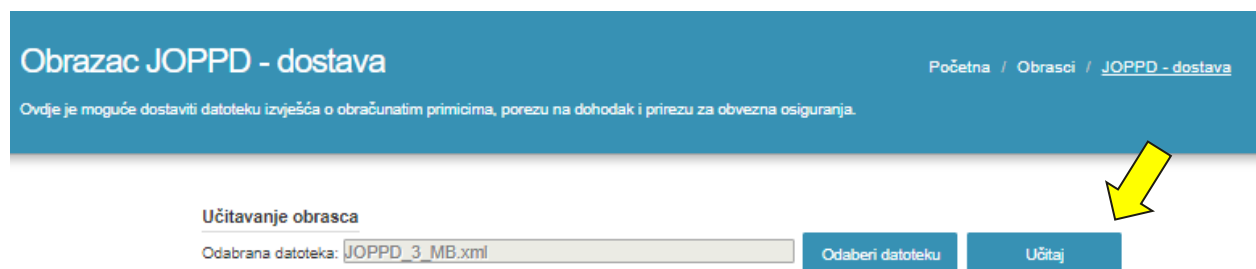 Obrazac JOPPD - dostava
Početna / Obrasci / JOPPD - dostava
Ovdje je moguće dostaviti datoteku izvješća o obračunatim primicima, porezu na dohodak i prirezu za obvezna osiguranja.
Učitavanje obrasca
Odabrana datoteka: JOPPD_3_MB.xml Odaberi datoteku Učitaj